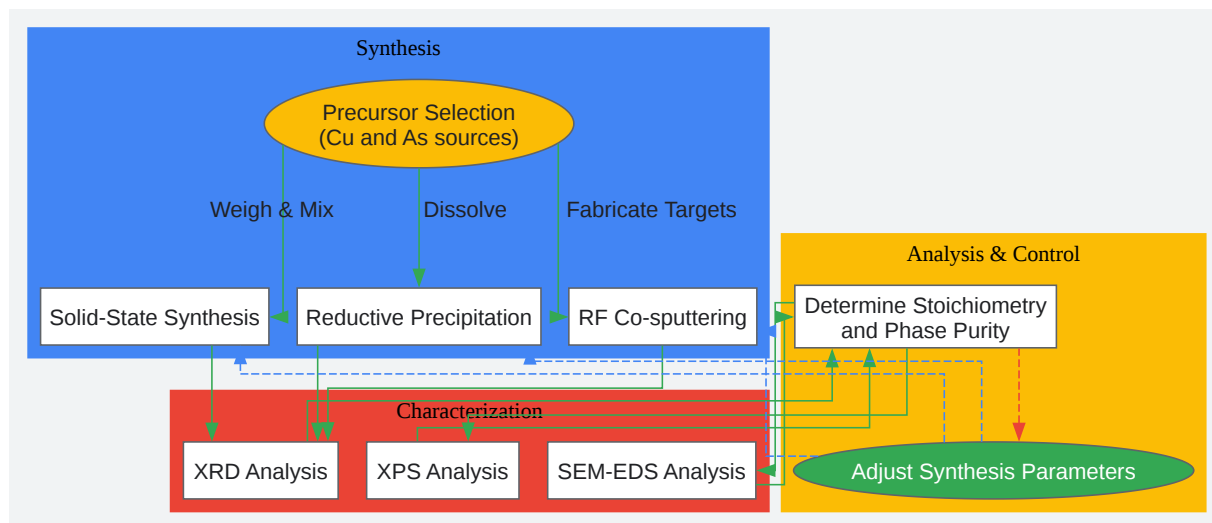 Synthesis
Precursor Selection
(Cu and As sources)
Weigh & Mix
Dissolve
Fabricate Targets
Analysis & Control
Solid-State Synthesis
Reductive Precipitation
RF Co-sputtering
Determine Stoichiometry
and Phase Purity
Characterization
XRD Analysis
XPS Analysis
SEM-EDS Analysis
Adjust Synthesis Parameters